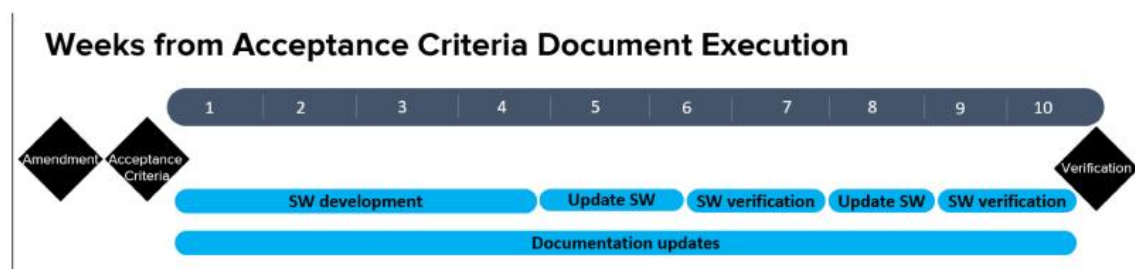 Weeks from Acceptance Criteria Document Execution
1 2 3 4 5 6 7 8 9 10
Amendment
Acceptance
Criteria
Verification
SW development
Update SW
SW verification
Update SW
SW verification
Documentation updates